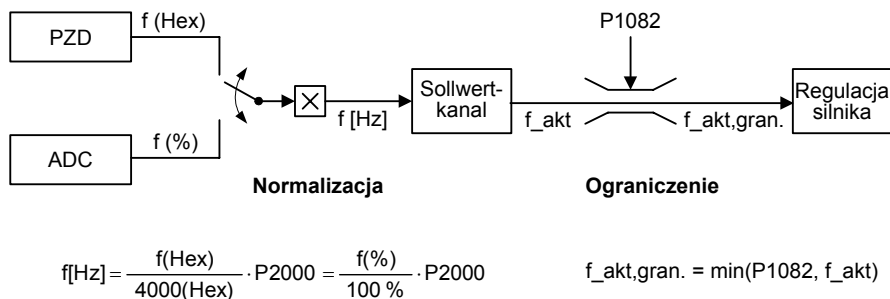 P1082
PZD
f (Hex)
Sollwert-
kanal
Regulacja
silnika
f [Hz]
f_akt
f_akt,gran.
ADC
f (%)
Normalizacja
Ograniczenie
f[Hz] = f(Hex) / 4000(Hex) · P2000 = f(%) / 100 % · P2000
f_akt,gran. = min(P1082, f_akt)